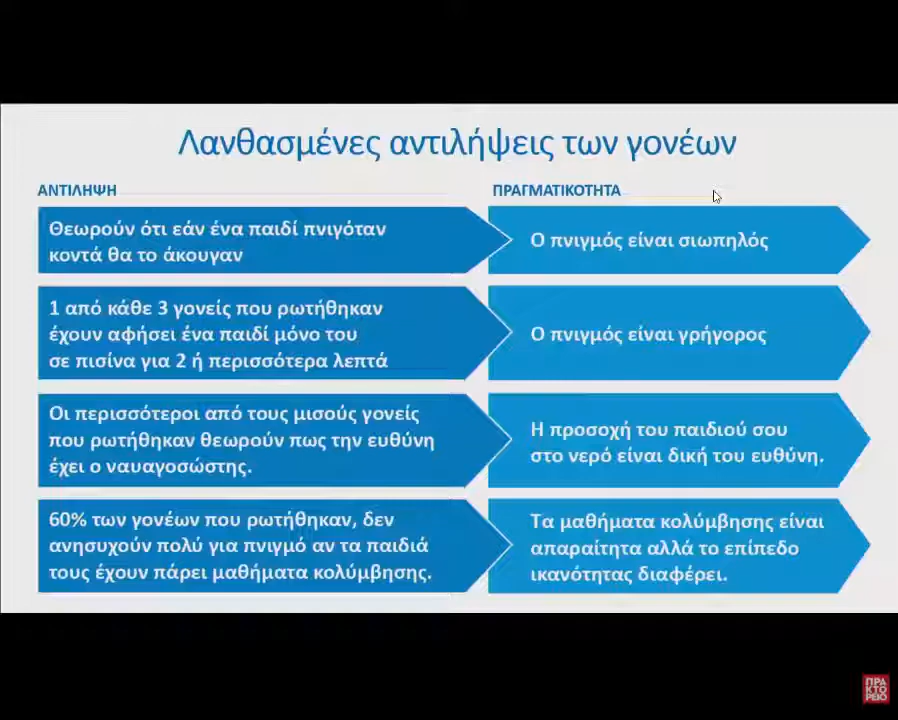 Λανθασμένες αντιλήψεις των γονέων
ΑΝΤΙΛΗΨΗ
ΠΡΑΓΜΑΤΙΚΟΤΗΤΑ
Θεωρούν ότι εάν ένα παιδί πνιγόταν
κοντά θα το άκουγαν
Ο πνιγμός είναι σιωπηλός
1 από κάθε 3 γονείς που ρωτήθηκαν
έχουν αφήσει ένα παιδί μόνο του
σε πισίνα για 2 ή περισσότερα λεπτά
Ο πνιγμός είναι γρήγορος
Οι περισσότεροι από τους μισούς γονείς
που ρωτήθηκαν θεωρούν πως την ευθύνη
έχει ο ναυαγοσώστης.
Η προσοχή του παιδιού σου
στο νερό είναι δική του ευθύνη.
60% των γονέων που ρωτήθηκαν, δεν
ανησυχούν πολύ για πνιγμό αν τα παιδιά
τους έχουν πάρει μαθήματα κολύμβησης.
Τα μαθήματα κολύμβησης είναι
απαραίτητα αλλά το επίπεδο
ικανότητας διαφέρει.
ΠΡΑ
ΚΤΟ
ΡΕΙΟ